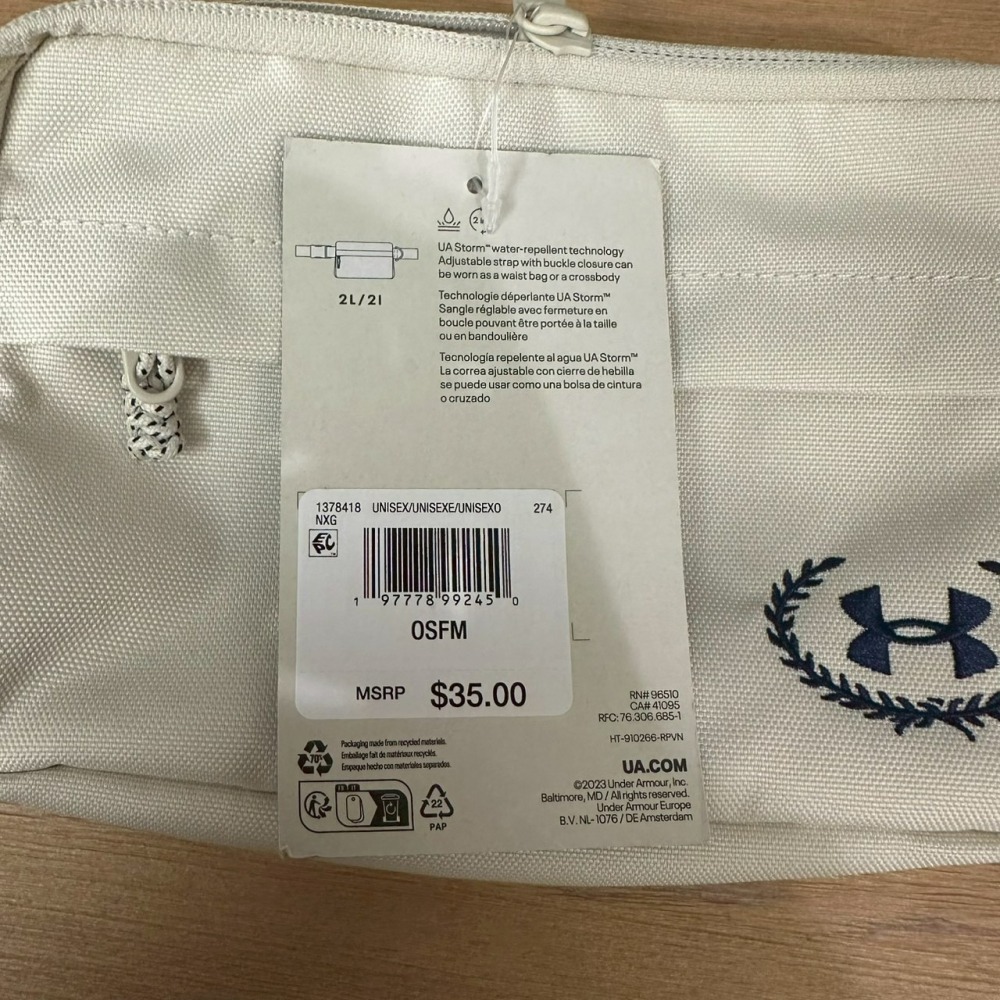 2L/2l
UA Storm™ water-repellent technology
Adjustable strap with buckle closure can
be worn as a waist bag or a crossbody
Technologie déperlante UA Storm™
Sangle réglable avec fermeture en
boucle pouvant être portée à la taille
ou en bandoulière
Tecnología repelente al agua UA Storm™
La correa ajustable con cierre de hebilla
se puede usar como una bolsa de cintura
o cruzado
1378418 UNISEX/UNISEXE/UNISEXO 274
NXG
EPC
1 97778 99245 0
OSFM
MSRP $35.00
RN# 96510
CA# 41095
RFC: 76.306.685-1
HT-910266-RPVN
70%
Packaging made from recycled materials.
Emballage fait de matériaux recyclés.
Empaque hecho con materiales separados.
22
PAP
UA.COM
©2023 Under Armour, Inc.
Baltimore, MD / All rights reserved.
Under Armour Europe
B.V. NL-1076 / DE Amsterdam